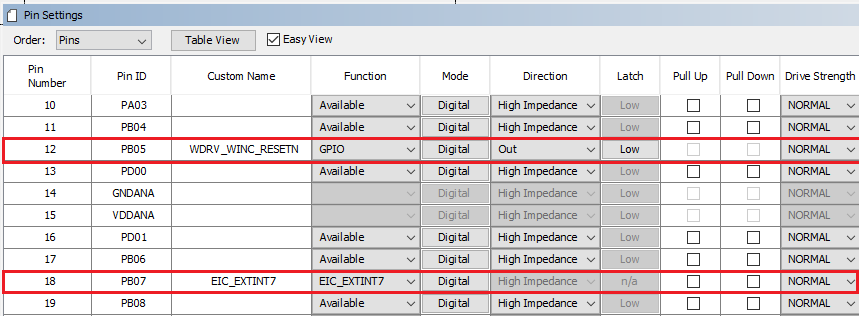 Pin Settings
Order: Pins Table View Easy View
Pin Number Pin ID Custom Name Function Mode Direction Latch Pull Up Pull Down Drive Strength
10 PA03 Available Digital High Impedance Low NORMAL
11 PB04 Available Digital High Impedance Low NORMAL
12 PB05 WDRV_WINC_RESETN GPIO Digital Out Low NORMAL
13 PD00 Available Digital High Impedance Low NORMAL
14 GNDANA Digital High Impedance Low NORMAL
15 VDDANA Digital High Impedance Low NORMAL
16 PD01 Available Digital High Impedance Low NORMAL
17 PB06 Available Digital High Impedance Low NORMAL
18 PB07 EIC_EXTINT7 EIC_EXTINT7 Digital High Impedance n/a NORMAL
19 PB08 Available Digital High Impedance Low NORMAL